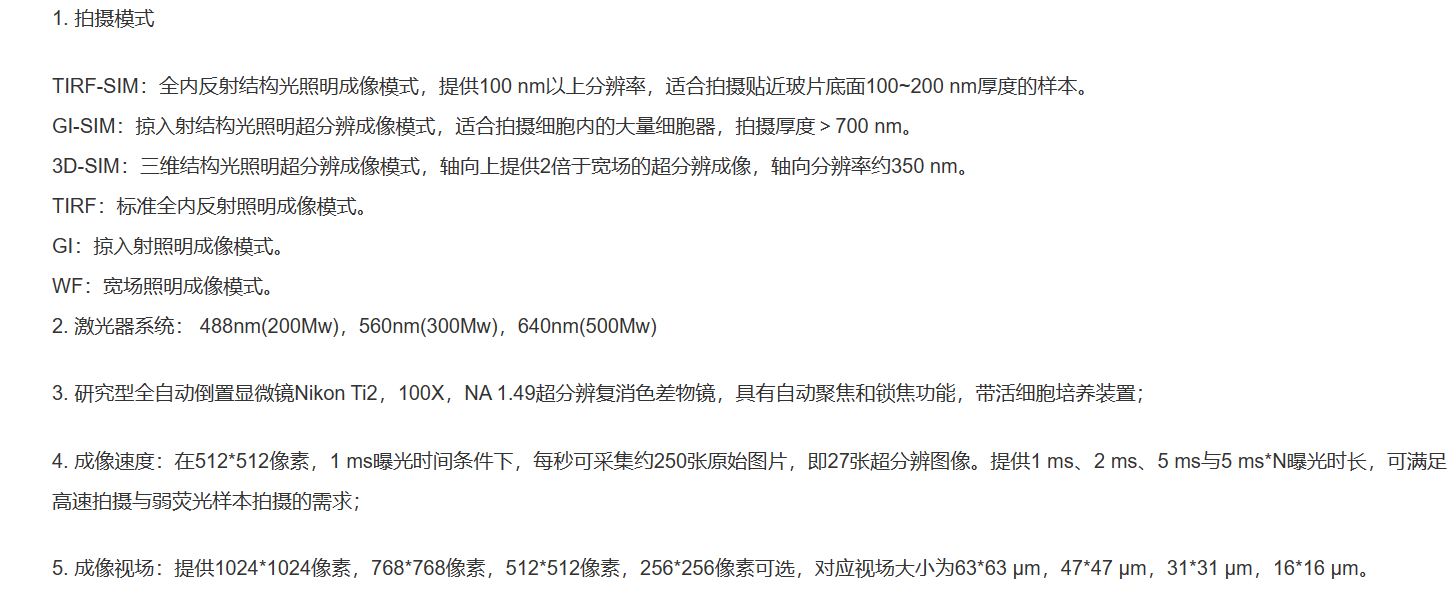 1. 拍摄模式
TIRF-SIM：全内反射结构光照明成像模式，提供100 nm以上分辨率，适合拍摄贴近玻片底面100~200 nm厚度的样本。
GI-SIM：掠入射结构光照明超分辨成像模式，适合拍摄细胞内的大量细胞器，拍摄厚度＞700 nm。
3D-SIM：三维结构光照明超分辨成像模式，轴向上提供2倍于宽场的超分辨成像，轴向分辨率约350 nm。
TIRF：标准全内反射照明成像模式。
GI：掠入射照明成像模式。
WF：宽场照明成像模式。
2. 激光器系统： 488nm(200Mw)，560nm(300Mw)，640nm(500Mw)
3. 研究型全自动倒置显微镜Nikon Ti2，100X，NA 1.49超分辨复消色差物镜，具有自动聚焦和锁焦功能，带活细胞培养装置；
4. 成像速度：在512*512像素，1 ms曝光时间条件下，每秒可采集约250张原始图片，即27张超分辨图像。提供1 ms、2 ms、5 ms与5 ms*N曝光时长，可满足
高速拍摄与弱荧光样本拍摄的需求；
5. 成像视场：提供1024*1024像素，768*768像素，512*512像素，256*256像素可选，对应视场大小为63*63 μm，47*47 μm，31*31 μm，16*16 μm。